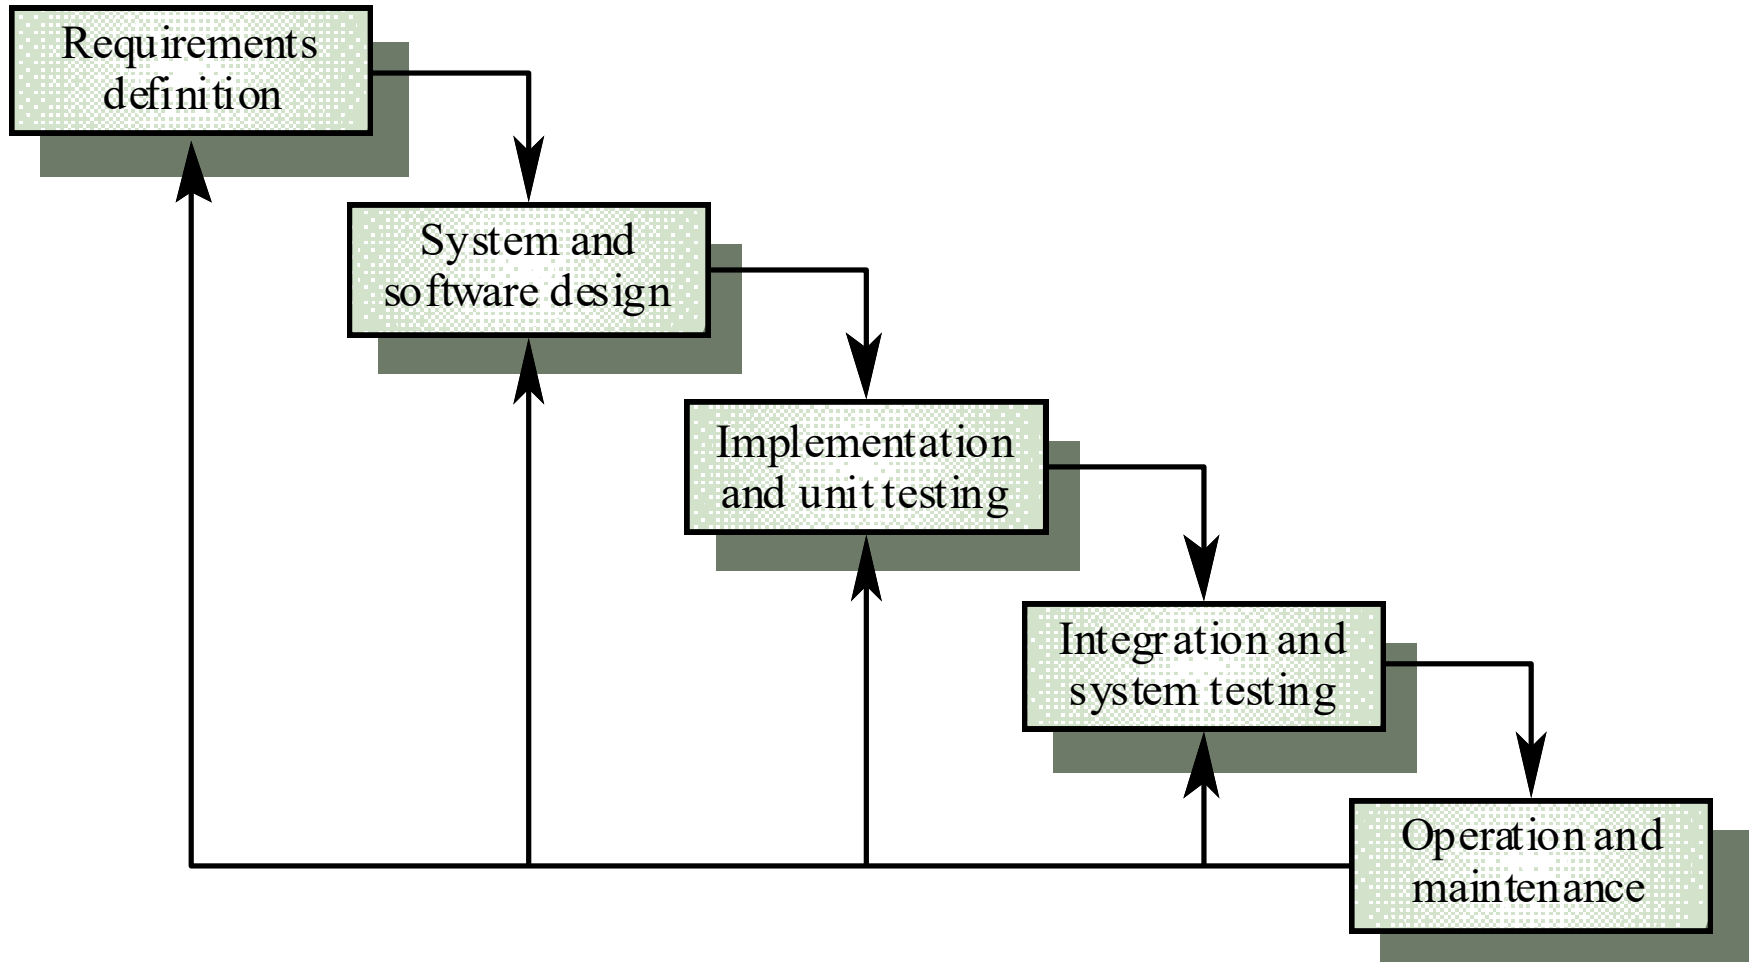 Requirements
definition
System and
software design
Implementation
and unit testing
Integration and
system testing
Operation and
maintenance